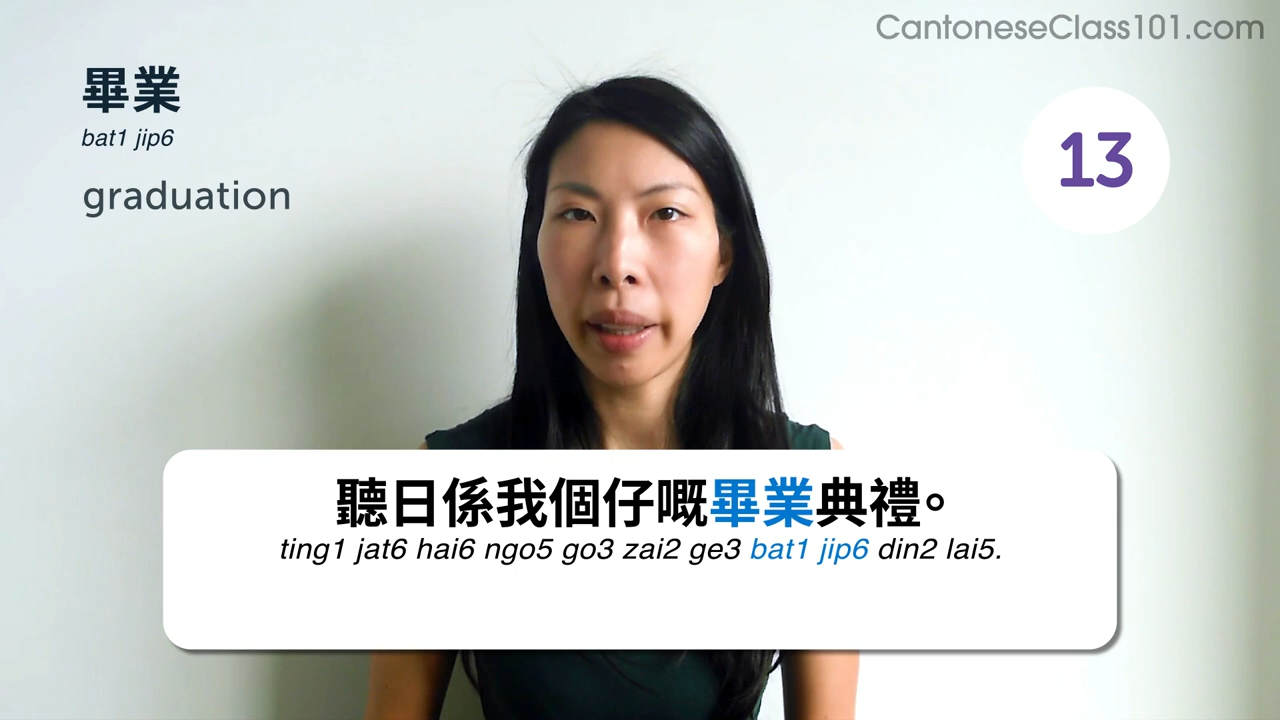 CantoneseClass101.com
畢業
bat1 jip6
graduation
13
聽日係我個仔嘅畢業典禮。
ting1 jat6 hai6 ngo5 go3 zai2 ge3 bat1 jip6 din2 lai5.